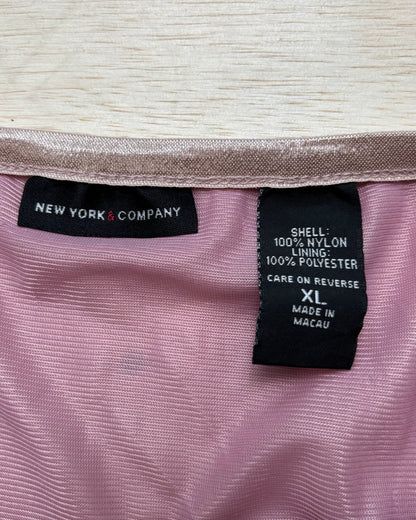 NEW YORK&COMPANY
SHELL:
100% NYLON
LINING:
100% POLYESTER
CARE ON REVERSE
XL
MADE IN
MACAU